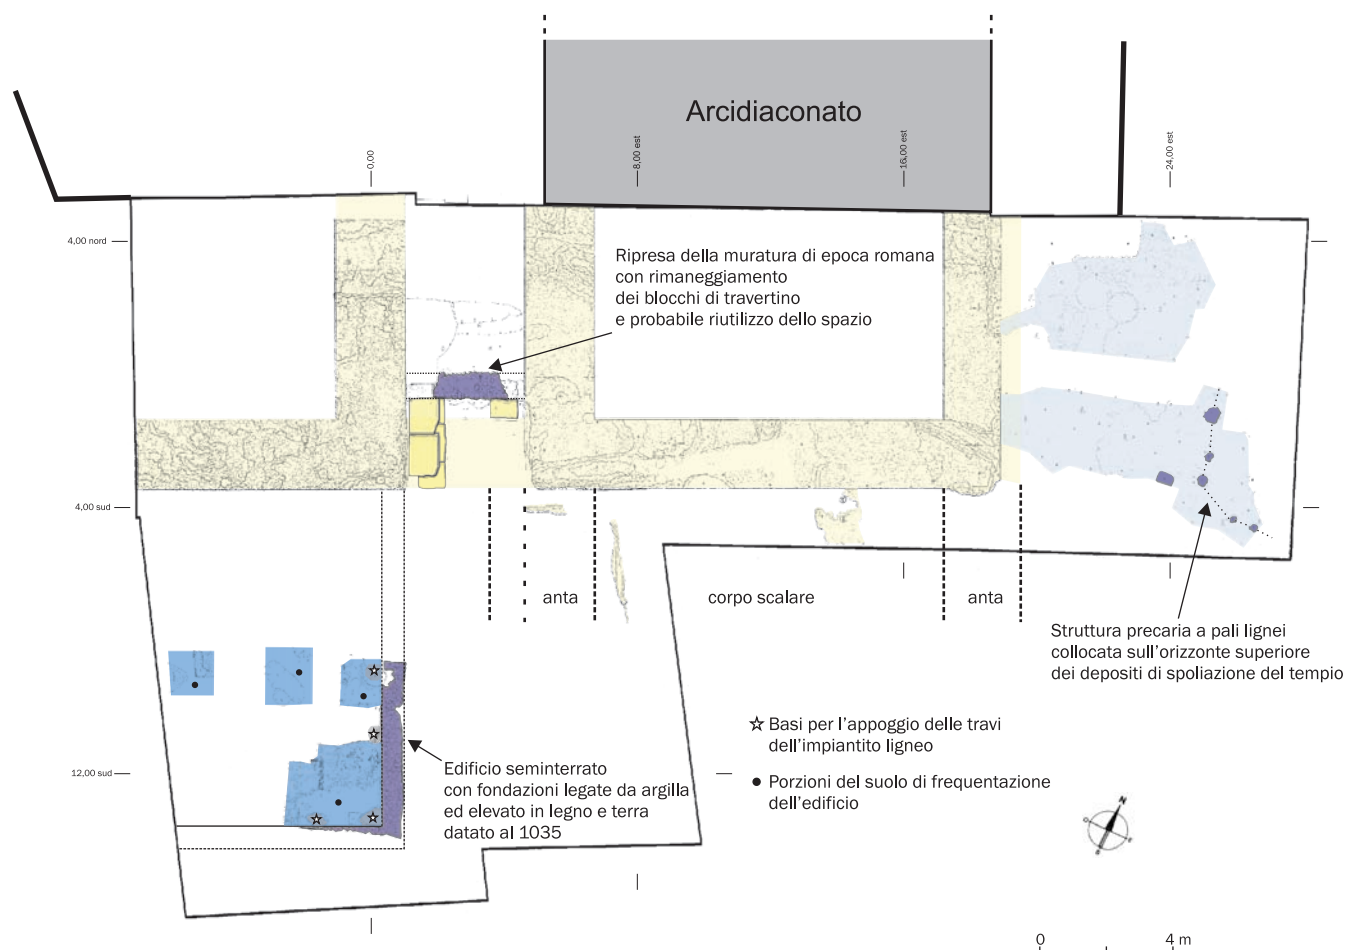 Arcidiaconato
0,00
8,00 est
16,00 est
24,00 est
4,00 nord
Ripresa della muratura di epoca romana
con rimaneggiamento
dei blocchi di travertino
e probabile riutilizzo dello spazio
4,00 sud
anta
corpo scalare
anta
Struttura precaria a pali lignei
collocata sull'orizzonte superiore
dei depositi di spoliazione del tempio
Basi per l'appoggio delle travi
dell'impiantito ligneo
Porzioni del suolo di frequentazione
dell'edificio
12,00 sud
Edificio seminterrato
con fondazioni legate da argilla
ed elevato in legno e terra
datato al 1035
N
0 4 m